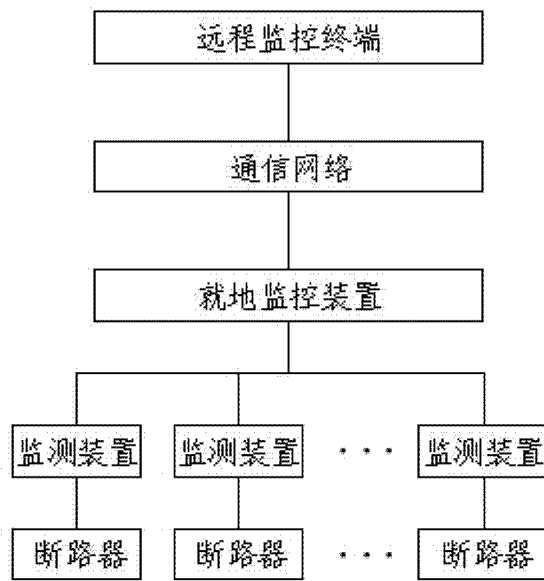 远程监控终端
通信网络
就地监控装置
监测装置 监测装置 ··· 监测装置
断路器 断路器 ··· 断路器